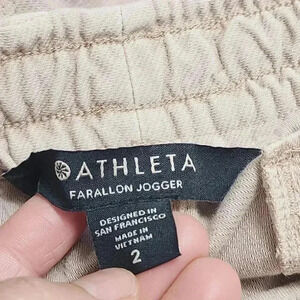 ATHLETA
FARALLON JOGGER
DESIGNED IN
SAN FRANCISCO
MADE IN
VIETNAM
2